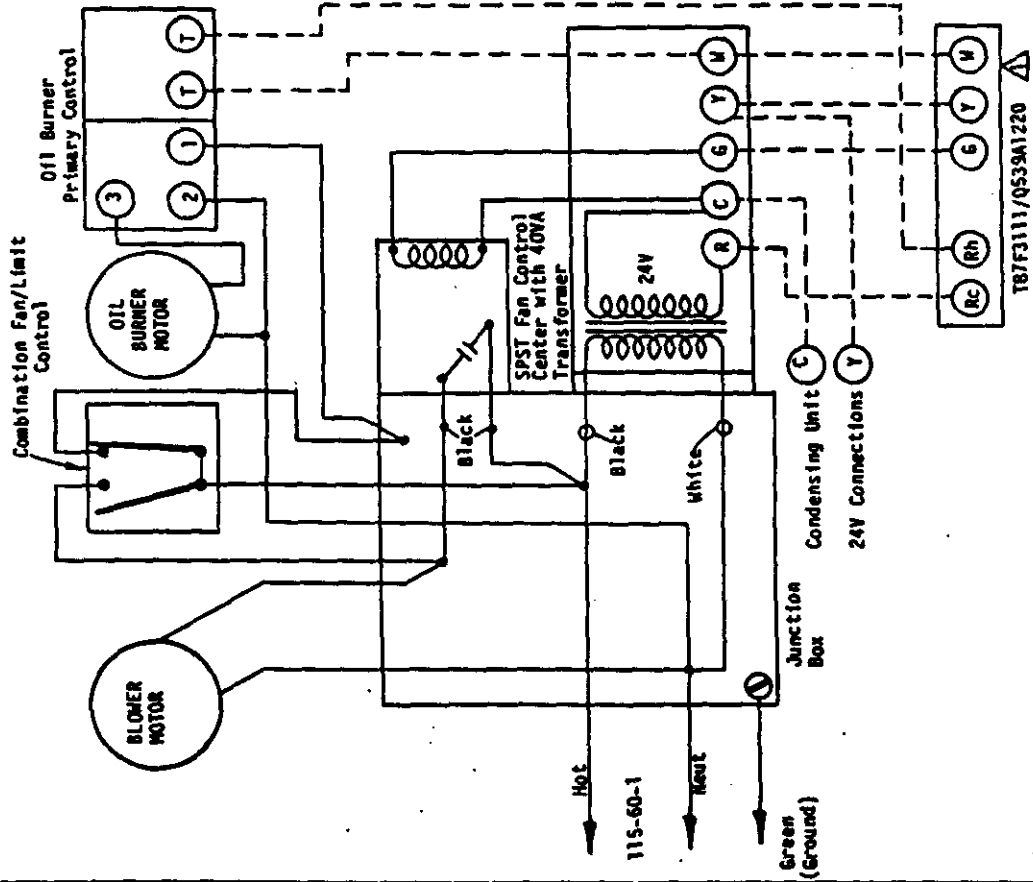 Oil Burner
Primary Control
T
T
3
1
2
OIL
BURNER
MOTOR
Combination Fan/Limit
Control
BLOWER
MOTOR
SPST Fan Control
Center with 40VA
Transformer
24V
W
Y
G
C
R
Black
Black
White
Hot
115-60-1
Neut
Green
(Ground)
Junction
Box
Condensing Unit
C
24V Connections
Y
Rc
Rh
G
Y
W
T87F3111/Q539A1220